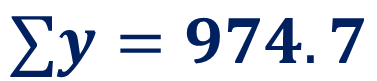 ∑y = 974.7